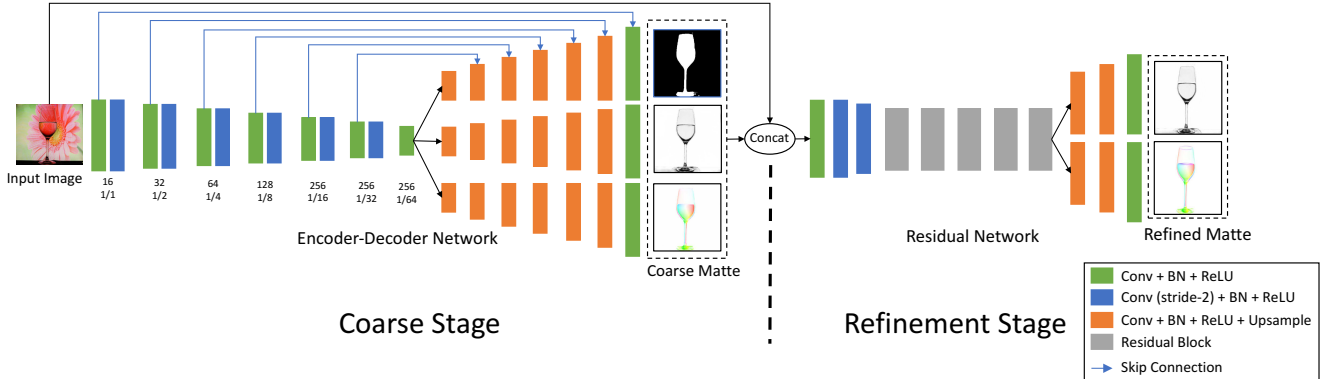 Input Image
16
1/1
32
1/2
64
1/4
128
1/8
256
1/16
256
1/32
256
1/64
Encoder-Decoder Network
Coarse Matte
Concat
Residual Network
Refined Matte
Coarse Stage
Refinement Stage
Conv + BN + ReLU
Conv (stride-2) + BN + ReLU
Conv + BN + ReLU + Upsample
Residual Block
Skip Connection